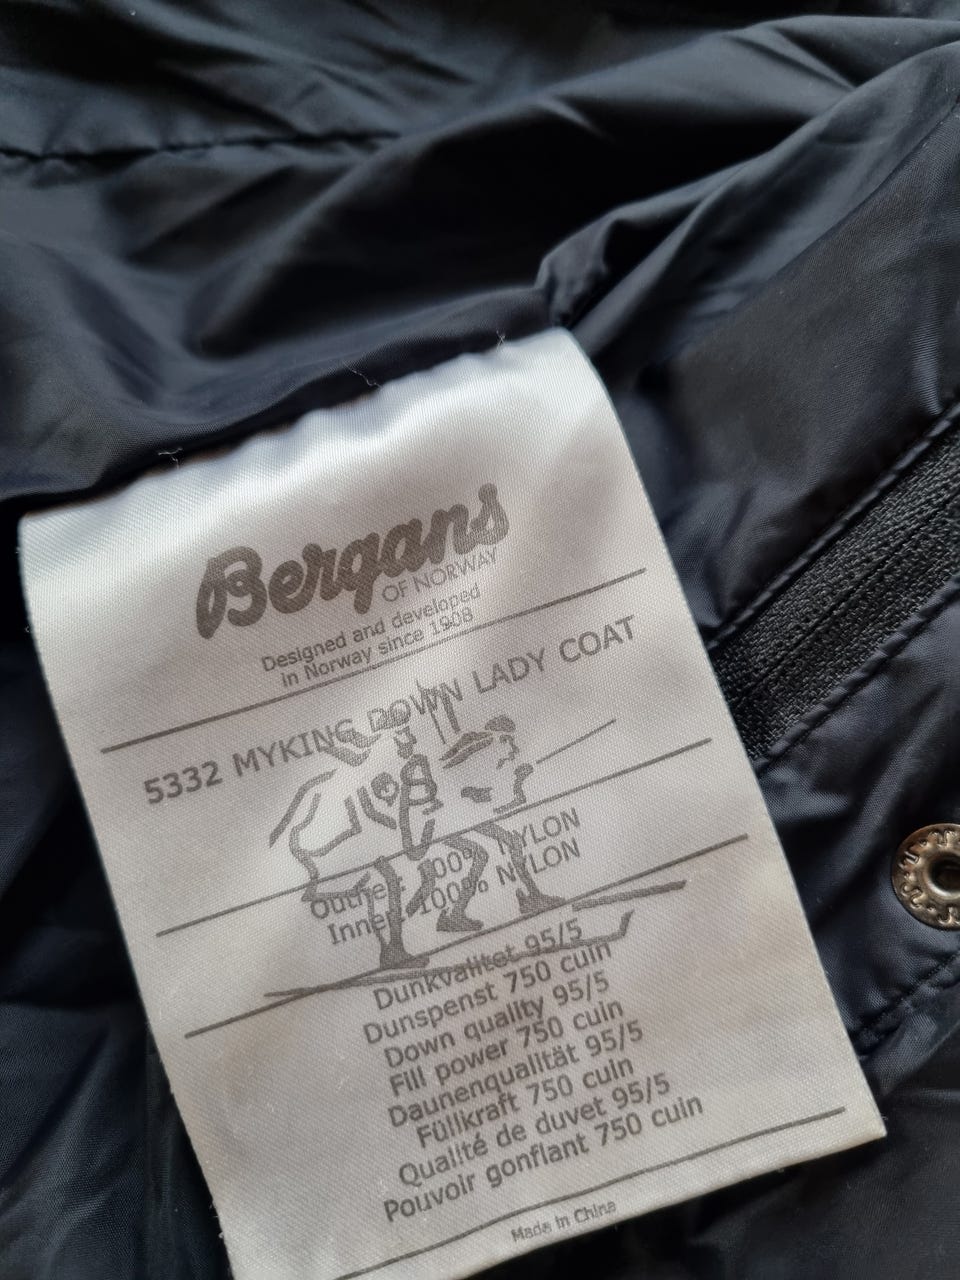 Bergans
OF NORWAY
Designed and developed
in Norway since 1908
5332 MYKING DOWN LADY COAT
Outher: 100% NYLON
Inner: 100% NYLON
Dunkvalitet 95/5
Dunspenst 750 cuin
Down quality 95/5
Fill power 750 cuin
Daunenqualität 95/5
Füllkraft 750 cuin
Qualité de duvet 95/5
Pouvoir gonflant 750 cuin
Made in China